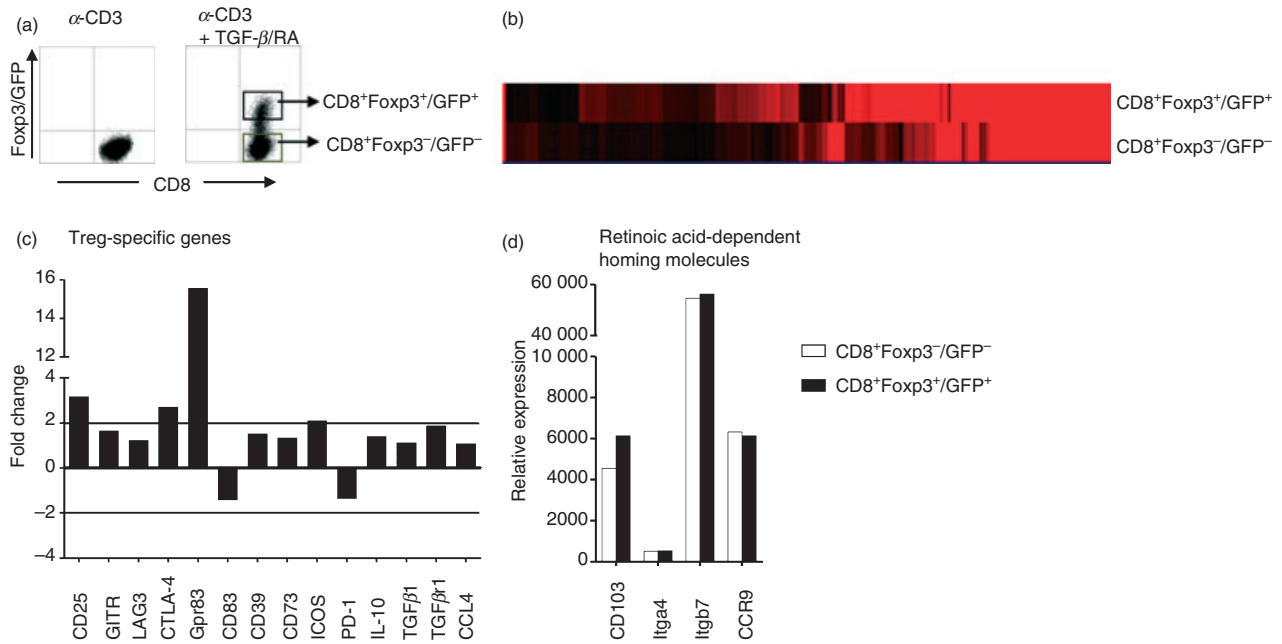 (a)
α-CD3
α-CD3
+ TGF-β/RA
Foxp3/GFP
CD8
CD8⁺Foxp3⁺/GFP⁺
CD8⁺Foxp3⁻/GFP⁻
(b)
CD8⁺Foxp3⁺/GFP⁺
CD8⁺Foxp3⁻/GFP⁻
(c) Treg-specific genes
Fold change
16
14
12
4
2
0
−2
−4
CD25
GITR
LAG3
CTLA-4
Gpr83
CD83
CD39
CD73
ICOS
PD-1
IL-10
TGFβ1
TGFβr1
CCL4
(d) Retinoic acid-dependent
homing molecules
Relative expression
60 000
40 000
10 000
8000
6000
4000
2000
0
CD103
Itga4
Itgb7
CCR9
CD8⁺Foxp3⁻/GFP⁻
CD8⁺Foxp3⁺/GFP⁺